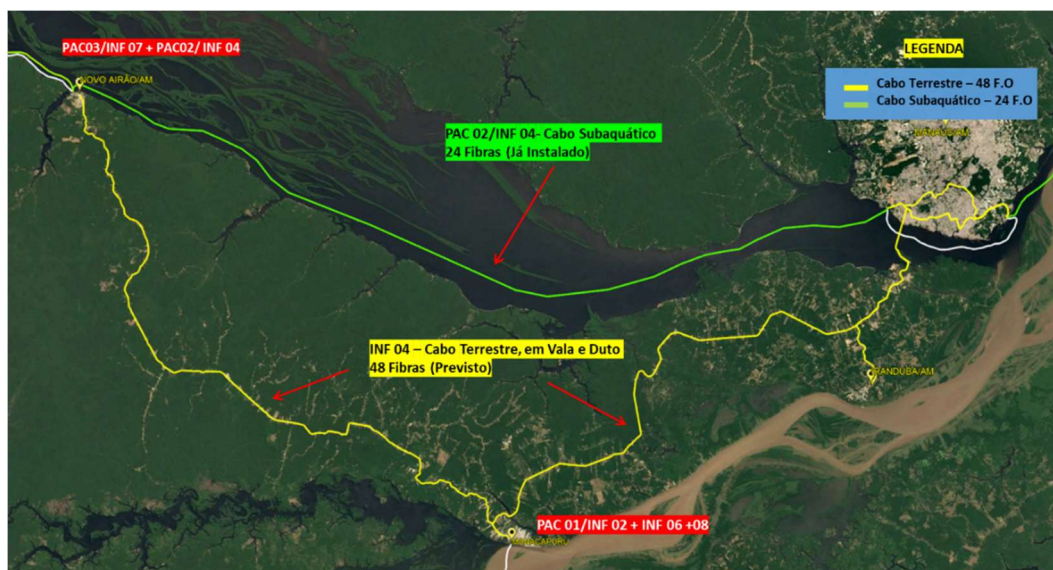 PAC03/INF 07 + PAC02/ INF 04
NOVO AIRÃO/AM
LEGENDA
Cabo Terrestre – 48 F.O
Cabo Subaquático – 24 F.O
MANAUS/AM
PAC 02/INF 04- Cabo Subaquático
24 Fibras (Já Instalado)
INF 04 – Cabo Terrestre, em Vala e Duto
48 Fibras (Previsto)
IRANDUBA/AM
PAC 01/INF 02 + INF 06 +08